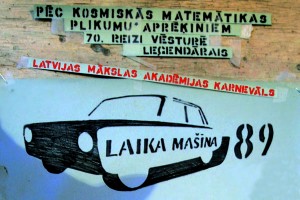 PĒC KOSMISKĀS MATEMĀTIKAS
PLIKUMU APRĒĶINIEM
70. REIZI VĒSTURĒ
LEĢENDĀRAIS
LATVIJAS MĀKSLAS AKADĒMIJAS KARNEVĀLS
LAIKA MAŠĪNA 89